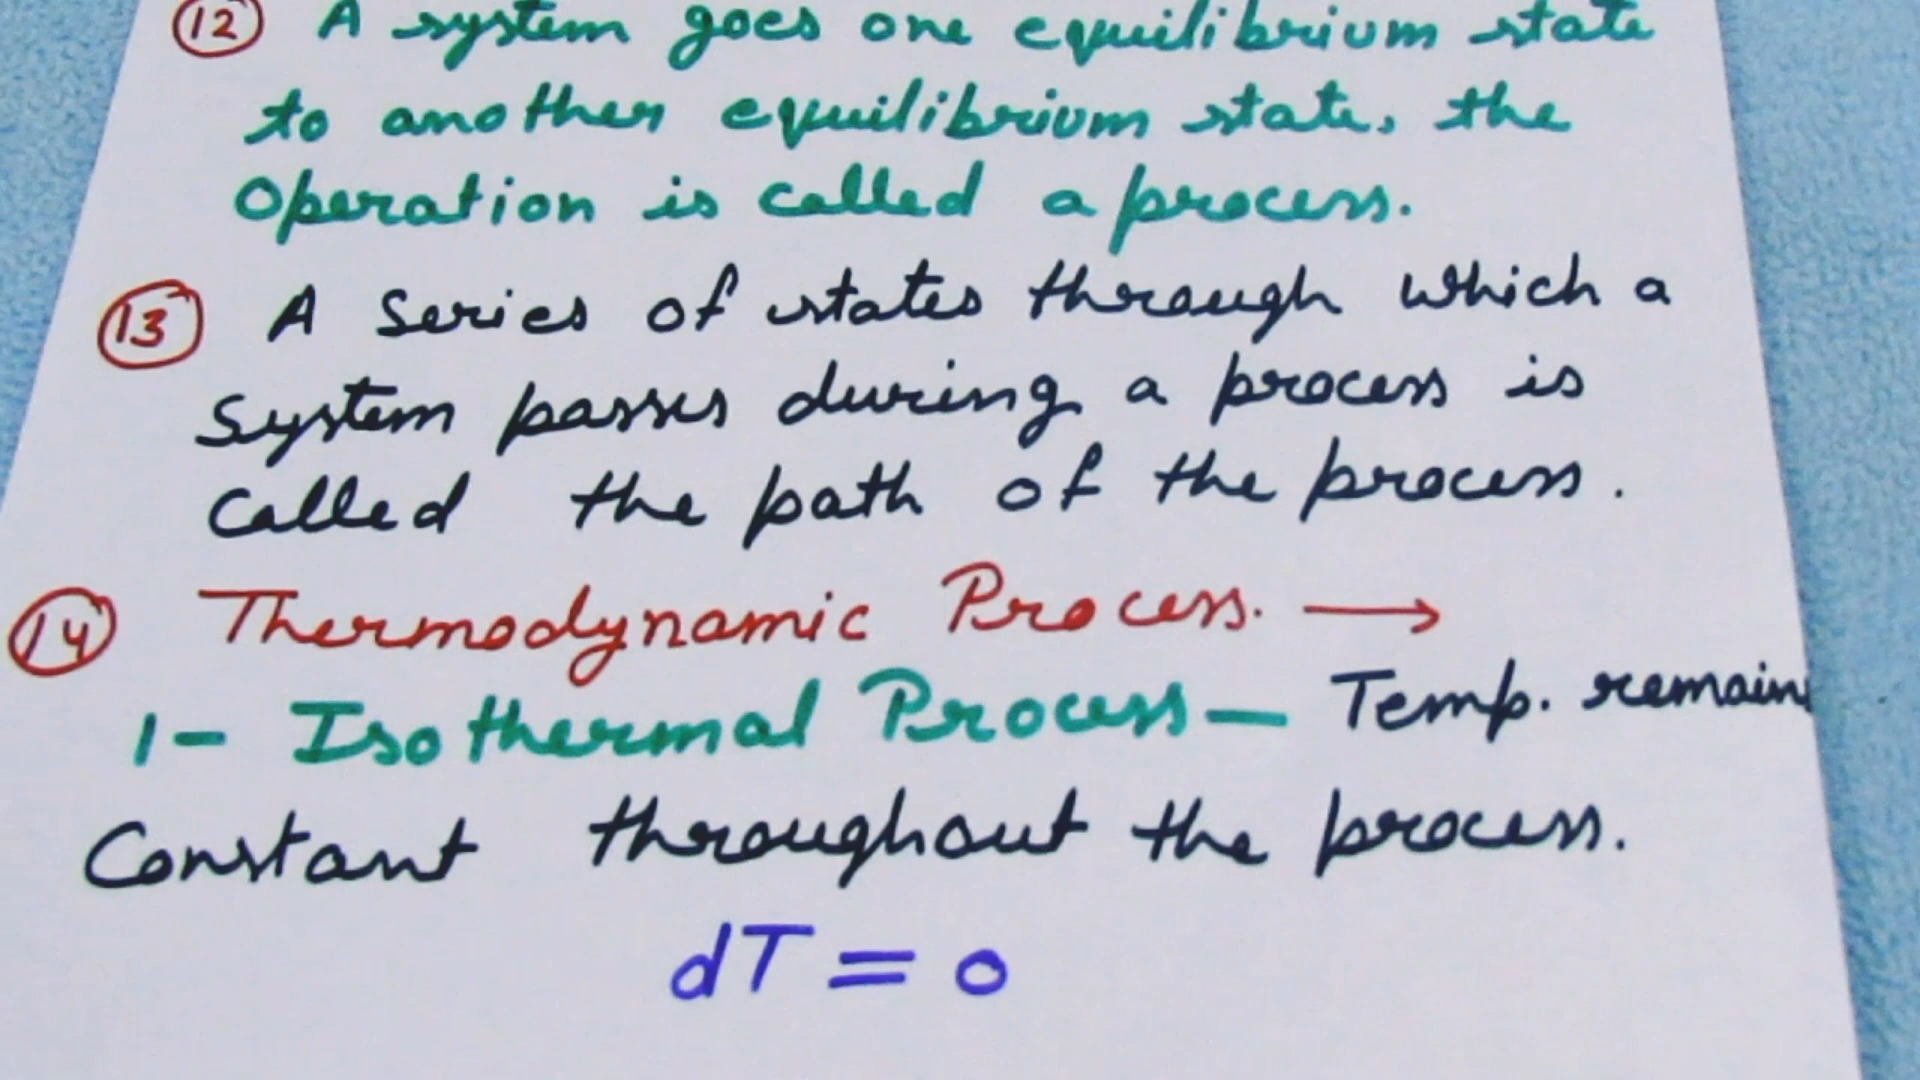 12 A system goes one equilibrium state
to another equilibrium state, the
operation is called a process.
13 A series of states through which a
system passes during a process is
called the path of the process.
14 Thermodynamic Process. →
1- Isothermal Process - Temp. remains
Constant throughout the process.
dT = 0